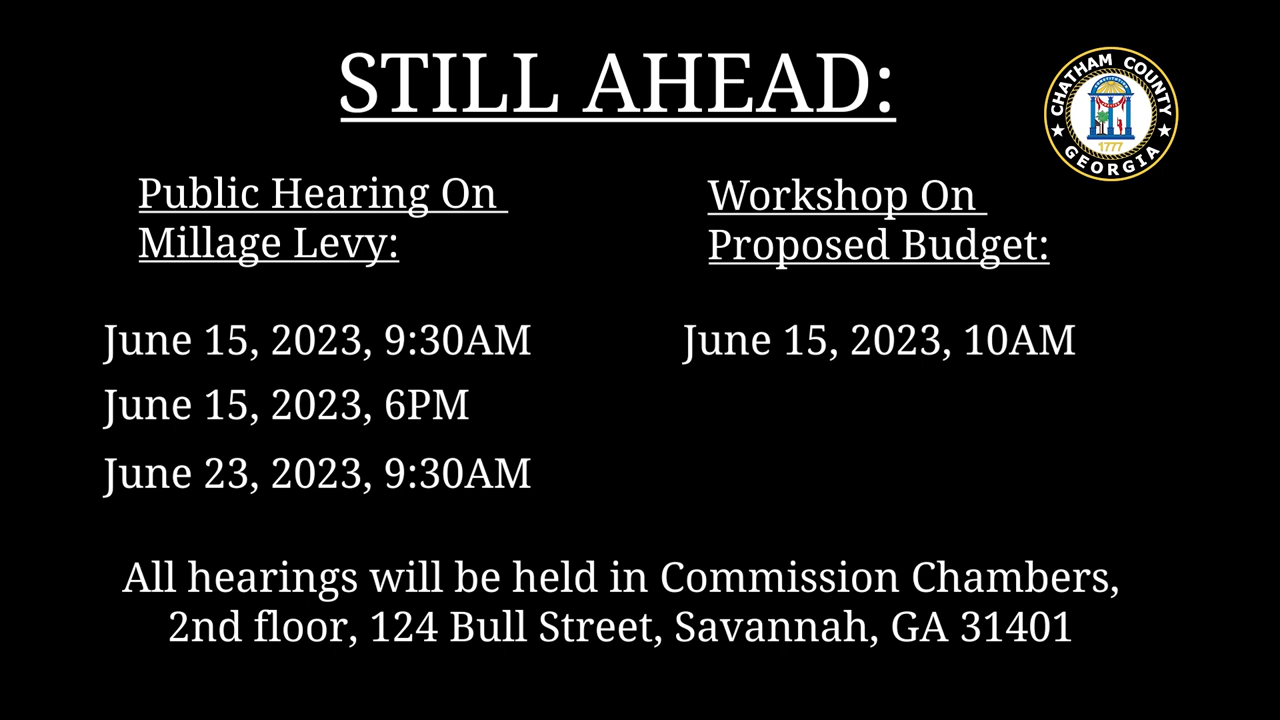 STILL AHEAD:
CHATHAM COUNTY
GEORGIA
1777
Public Hearing On
Millage Levy:
June 15, 2023, 9:30AM
June 15, 2023, 6PM
June 23, 2023, 9:30AM
Workshop On
Proposed Budget:
June 15, 2023, 10AM
All hearings will be held in Commission Chambers,
2nd floor, 124 Bull Street, Savannah, GA 31401